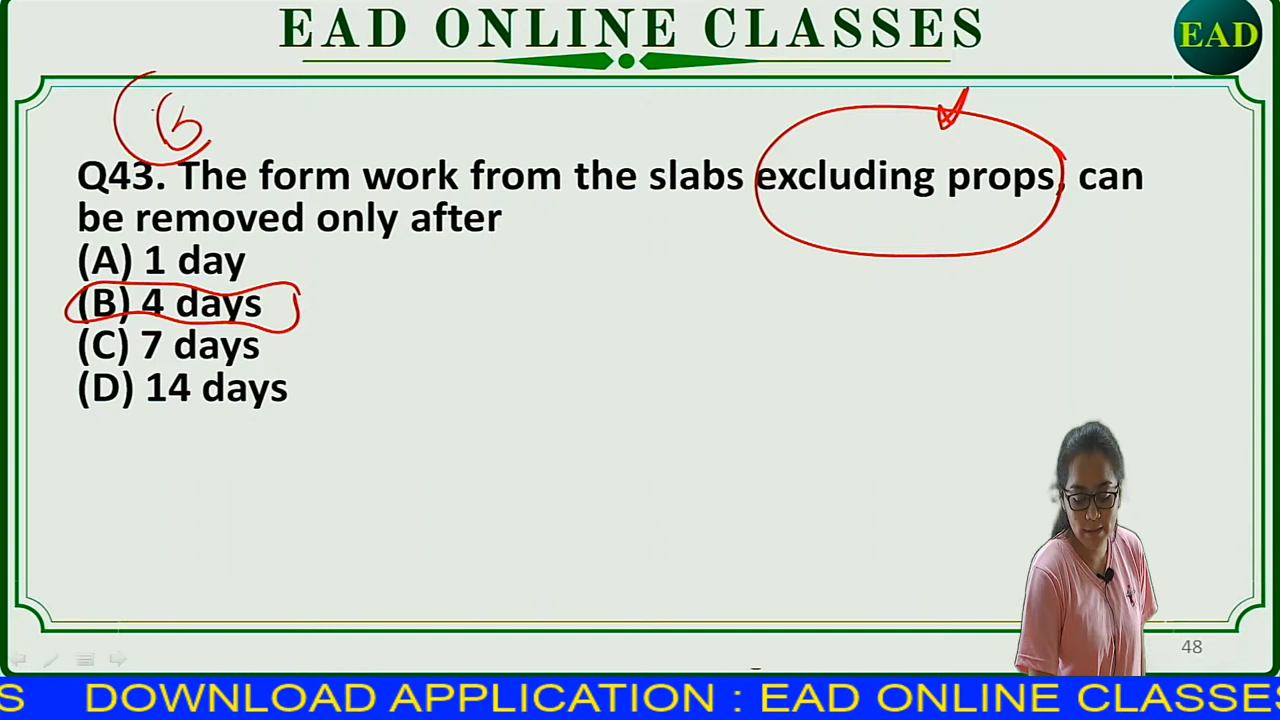 EAD ONLINE CLASSES
EAD
Q43. The form work from the slabs excluding props, can
be removed only after
(A) 1 day
(B) 4 days
(C) 7 days
(D) 14 days
48
S DOWNLOAD APPLICATION : EAD ONLINE CLASSES